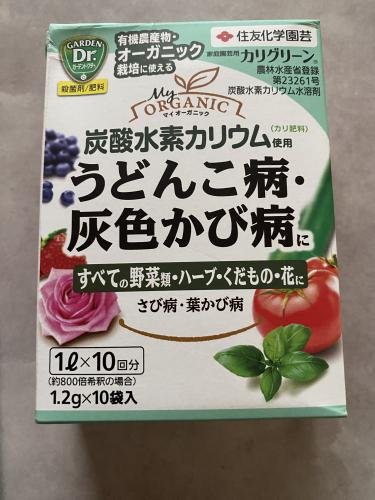 GARDEN
Dr.
ガーデンドクター
殺菌剤/肥料
有機農産物・
オーガニック
栽培に使える
住友化学園芸
家庭園芸用 カリグリーン®
農林水産省登録
第23261号
炭酸水素カリウム水溶剤
My
ORGANIC
マイオーガニック
炭酸水素カリウム(カリ肥料)使用
うどんこ病・
灰色かび病に
すべての野菜類・ハーブ・くだもの・花に
さび病・葉かび病
1ℓ×10回分
(約800倍希釈の場合)
1.2g×10袋入